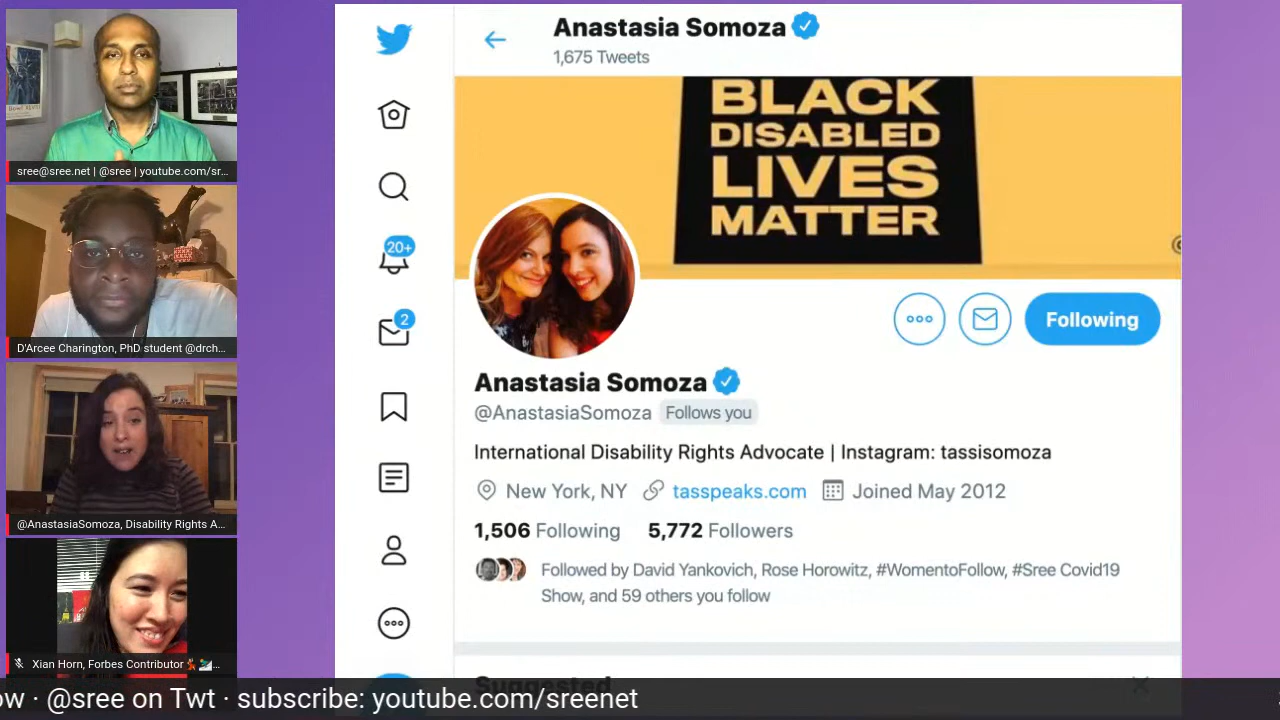 sree@sree.net | @sree | youtube.com/sr...
D'Arcee Charington, PhD student @drch...
@AnastasiaSomoza, Disability Rights A...
Xian Horn, Forbes Contributor
Anastasia Somoza
1,675 Tweets
BLACK
DISABLED
LIVES
MATTER
20+
2
Following
Anastasia Somoza
@AnastasiaSomoza Follows you
International Disability Rights Advocate | Instagram: tassisomoza
New York, NY tasspeaks.com Joined May 2012
1,506 Following 5,772 Followers
Followed by David Yankovich, Rose Horowitz, #WomentoFollow, #Sree Covid19
Show, and 59 others you follow
Suggested
ow · @sree on Twt · subscribe: youtube.com/sreenet